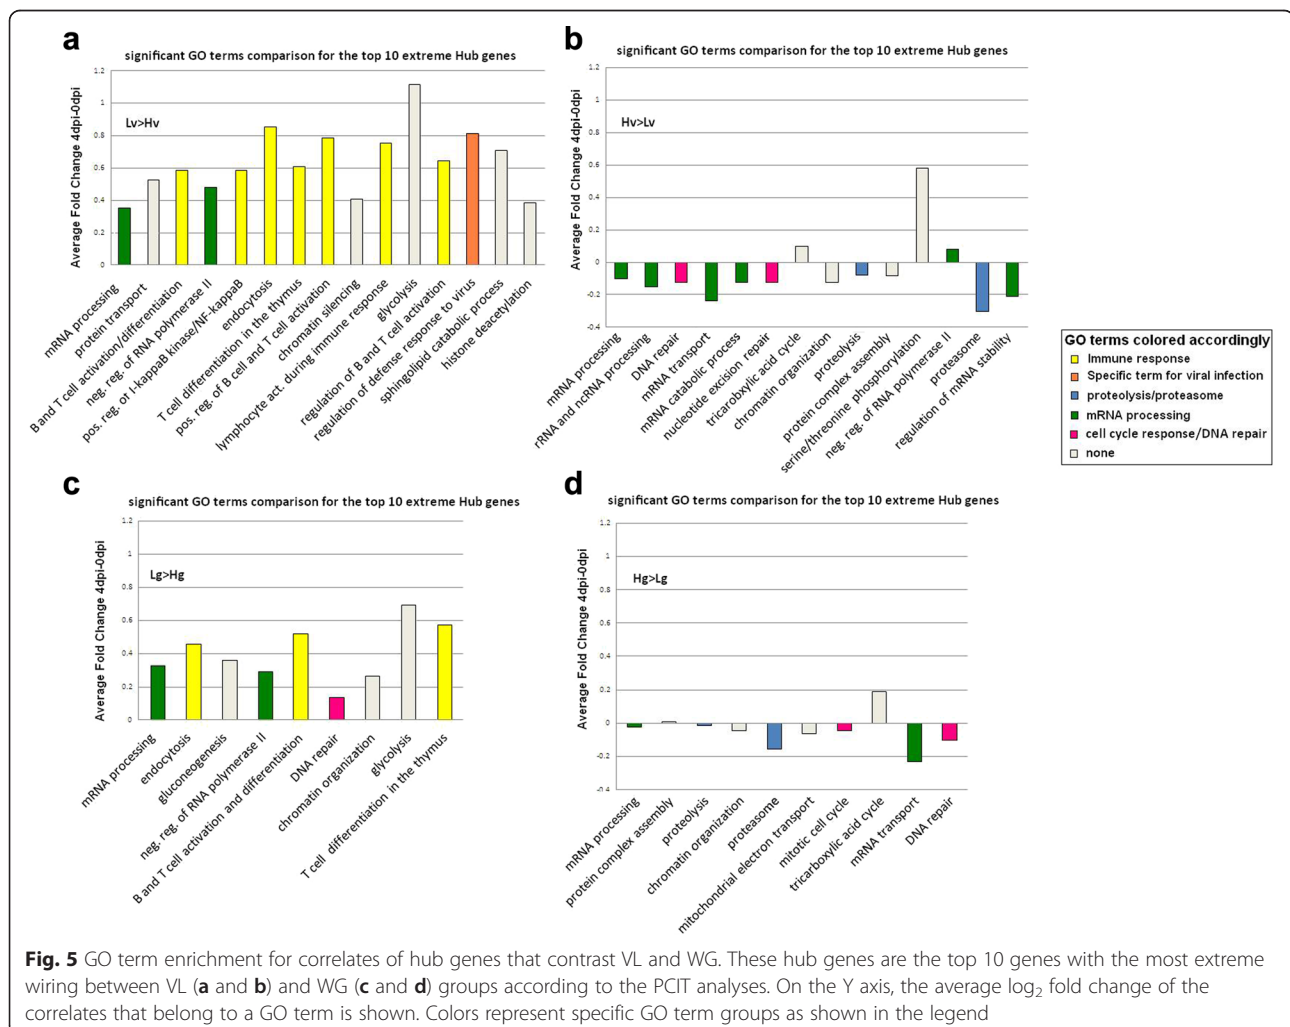 a
significant GO terms comparison for the top 10 extreme Hub genes
Average Fold Change 4dpi-0dpi
1.2
1
0.8
0.6
0.4
0.2
0
Lv>Hv
mRNA processing
protein transport
B and T cell activation/differentiation
neg. reg. of RNA polymerase II
pos. reg. of I-kappaB kinase/NF-kappaB
endocytosis
T cell differentiation in the thymus
pos. reg. of B cell and T cell activation
chromatin silencing
lymphocyte act. during immune response
glycolysis
regulation of B and T cell activation
regulation of defense response to virus
sphingolipid catabolic process
histone deacetylation
b
significant GO terms comparison for the top 10 extreme Hub genes
Average Fold Change 4dpi-0dpi
1.2
1
0.8
0.6
0.4
0.2
0
-0.2
-0.4
Hv>Lv
mRNA processing
rRNA and ncRNA processing
DNA repair
mRNA transport
mRNA catabolic process
nucleotide excision repair
tricarboxylic acid cycle
chromatin organization
proteolysis
protein complex assembly
serine/threonine phosphorylation
neg. reg. of RNA polymerase II
proteasome
regulation of mRNA stability
GO terms colored accordingly
Immune response
Specific term for viral infection
proteolysis/proteasome
mRNA processing
cell cycle response/DNA repair
none
c
significant GO terms comparison for the top 10 extreme Hub genes
Average Fold Change 4dpi-0dpi
1.2
1
0.8
0.6
0.4
0.2
0
Lg>Hg
mRNA processing
endocytosis
gluconeogenesis
neg. reg. of RNA polymerase II
B and T cell activation and differentiation
DNA repair
chromatin organization
glycolysis
T cell differentiation in the thymus
d
significant GO terms comparison for the top 10 extreme Hub genes
Average Fold Change 4dpi-0dpi
1.2
1
0.8
0.6
0.4
0.2
0
-0.2
-0.4
Hg>Lg
mRNA processing
protein complex assembly
proteolysis
chromatin organization
proteasome
mitochondrial electron transport
mitotic cell cycle
tricarboxylic acid cycle
mRNA transport
DNA repair
Fig. 5 GO term enrichment for correlates of hub genes that contrast VL and WG. These hub genes are the top 10 genes with the most extreme
wiring between VL (a and b) and WG (c and d) groups according to the PCIT analyses. On the Y axis, the average log₂ fold change of the
correlates that belong to a GO term is shown. Colors represent specific GO term groups as shown in the legend